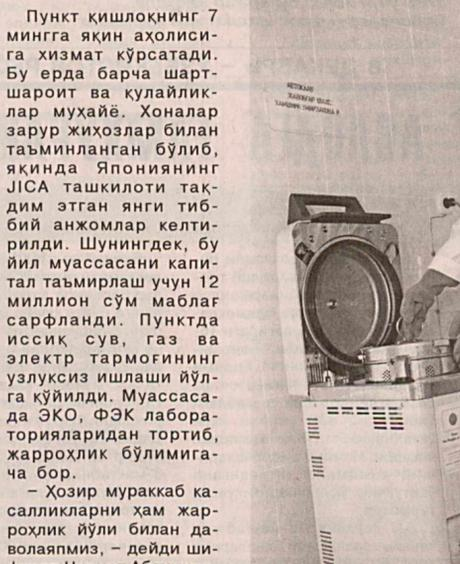 Пункт қишлоқнинг 7
мингга яқин аҳолиси-
га хизмат кўрсатади.
Бу ерда барча шарт-
шароит ва қулайлик-
лар муҳайё. Хоналар
зарур жиҳозлар билан
таъминланган бўлиб,
яқинда Япониянинг
JICA ташкилоти тақ-
дим этган янги тиб-
бий анжомлар келти-
рилди. Шунингдек, бу
йил муассасани капи-
тал таъмирлаш учун 12
миллион сўм маблағ
сарфланди. Пунктда
иссиқ сув, газ ва
электр тармоғининг
узлуксиз ишлаши йўл-
га қўйилди. Муассаса-
да ЭКО, ФЭК лабора-
торияларидан тортиб,
жарроҳлик бўлимига-
ча бор.
– Ҳозир мураккаб ка-
салликларни ҳам жар-
роҳлик йўли билан да-
волаяпмиз, – дейди ши-